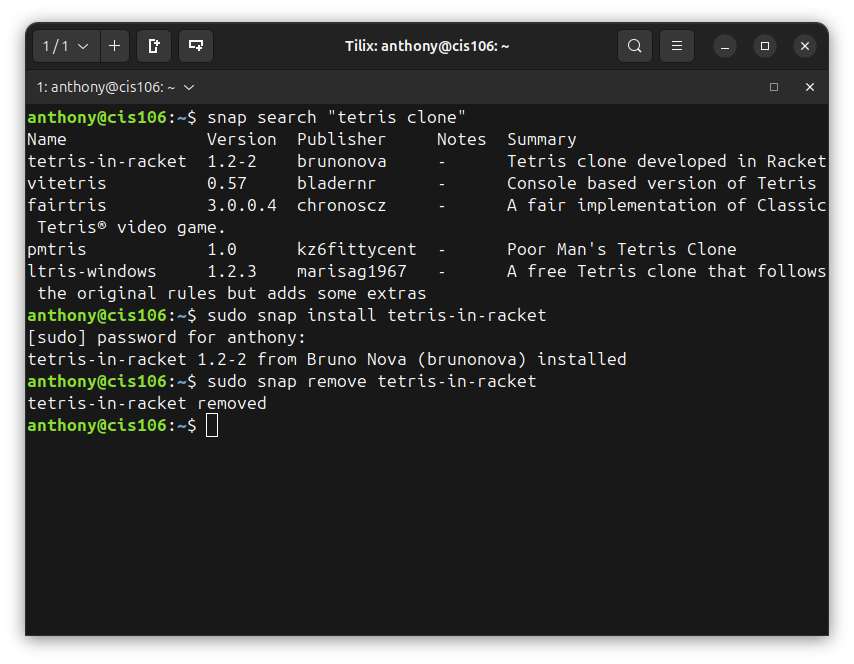 1 / 1
Tilix: anthony@cis106: ~
1: anthony@cis106: ~
anthony@cis106:~$ snap search "tetris clone"
Name              Version  Publisher     Notes  Summary
tetris-in-racket  1.2-2    brunonova     -      Tetris clone developed in Racket
vitetris          0.57     bladernr      -      Console based version of Tetris
fairtris          3.0.0.4  chronoscz     -      A fair implementation of Classic
 Tetris® video game.
pmtris            1.0      kz6fittycent  -      Poor Man's Tetris Clone
ltris-windows     1.2.3    marisag1967   -      A free Tetris clone that follows
 the original rules but adds some extras
anthony@cis106:~$ sudo snap install tetris-in-racket
[sudo] password for anthony:
tetris-in-racket 1.2-2 from Bruno Nova (brunonova) installed
anthony@cis106:~$ sudo snap remove tetris-in-racket
tetris-in-racket removed
anthony@cis106:~$